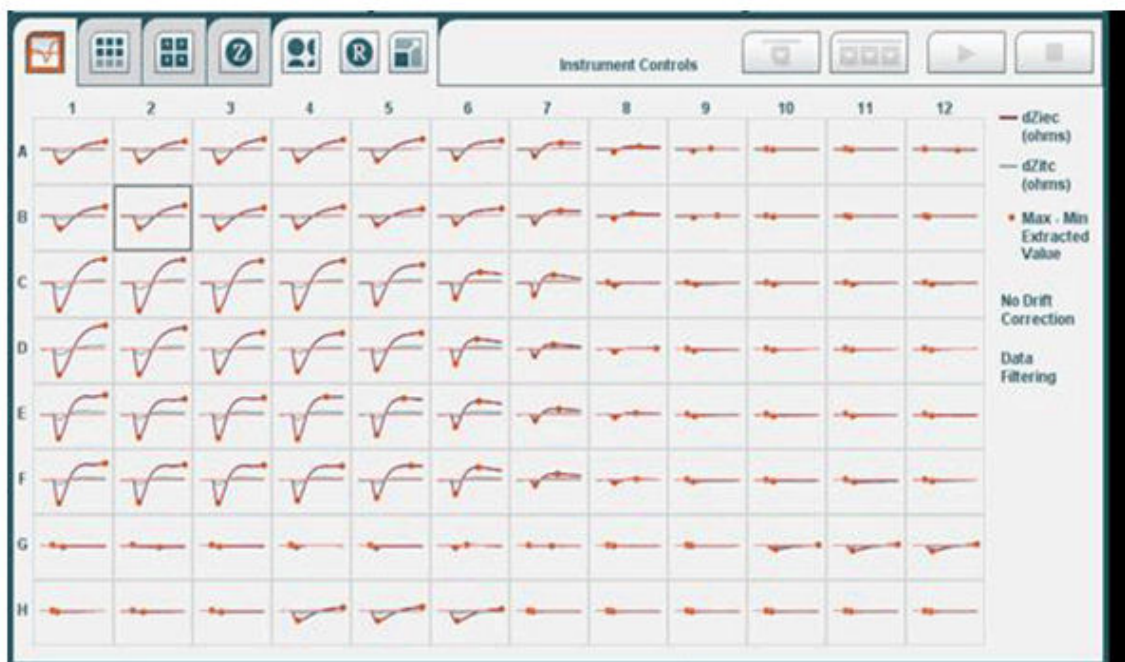 Z
R
Instrument Controls
1 2 3 4 5 6 7 8 9 10 11 12
dZiec
(ohms)
A
dZitc
(ohms)
B
Max - Min
Extracted
Value
C
No Drift
Correction
D
Data
Filtering
E
F
G
H